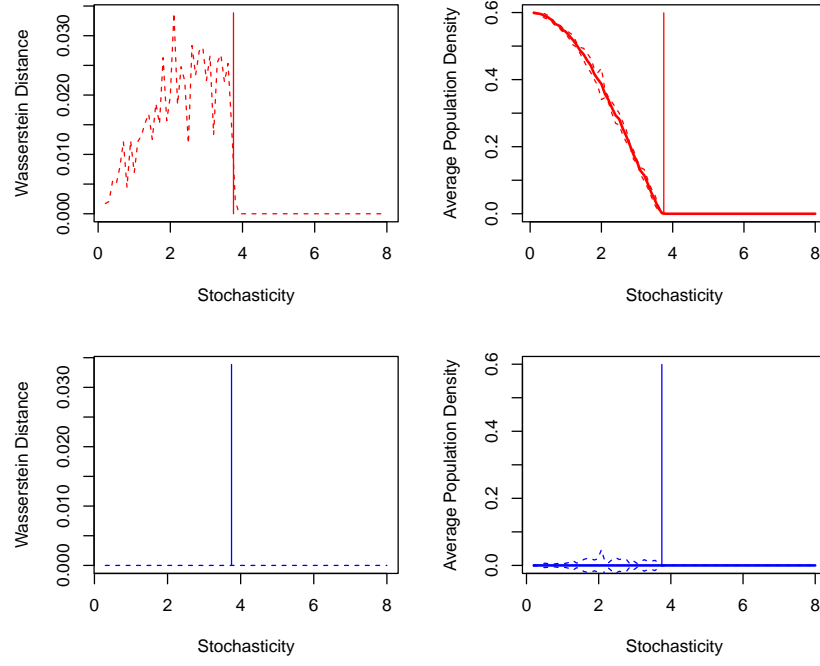 Wasserstein Distance
0.000 0.010 0.020 0.030
0 2 4 6 8
Stochasticity
Average Population Density
0.0 0.2 0.4 0.6
0 2 4 6 8
Stochasticity
Wasserstein Distance
0.000 0.010 0.020 0.030
0 2 4 6 8
Stochasticity
Average Population Density
0.0 0.2 0.4 0.6
0 2 4 6 8
Stochasticity